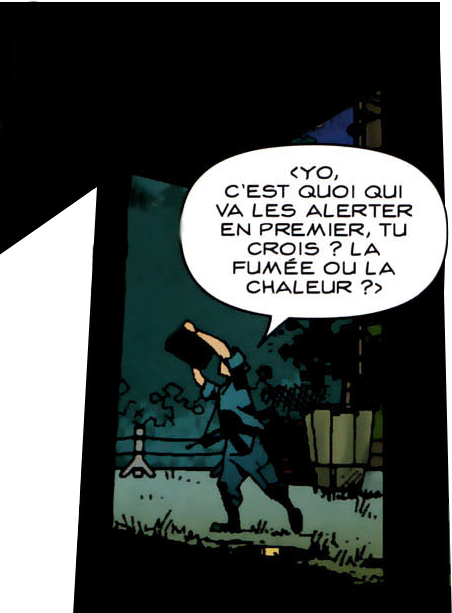 <YO,
C'EST QUOI QUI
VA LES ALERTER
EN PREMIER, TU
CROIS ? LA
FUMÉE OU LA
CHALEUR ?>